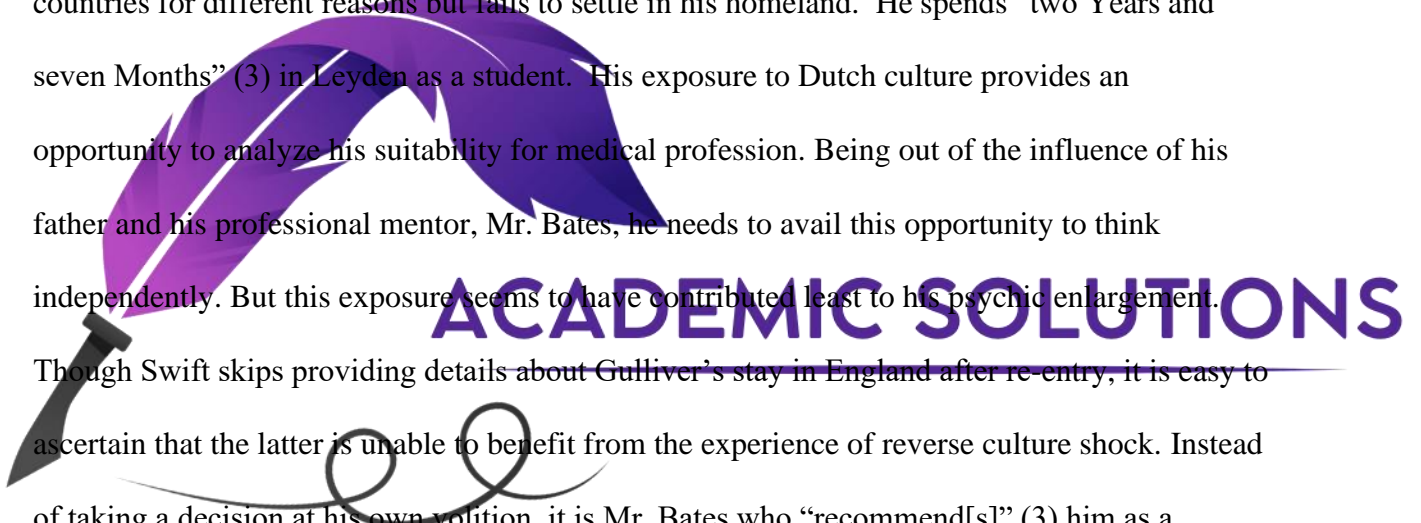 countries for different reasons but fails to settle in his homeland. He spends “two Years and
seven Months” (3) in Leyden as a student. His exposure to Dutch culture provides an
opportunity to analyze his suitability for medical profession. Being out of the influence of his
father and his professional mentor, Mr. Bates, he needs to avail this opportunity to think
independently. But this exposure seems to have contributed least to his psychic enlargement.
ACADEMIC SOLUTIONS
Though Swift skips providing details about Gulliver’s stay in England after re-entry, it is easy to
ascertain that the latter is unable to benefit from the experience of reverse culture shock. Instead
of taking a decision at his own volition, it is Mr. Bates who “recommend[s]” (3) him as a